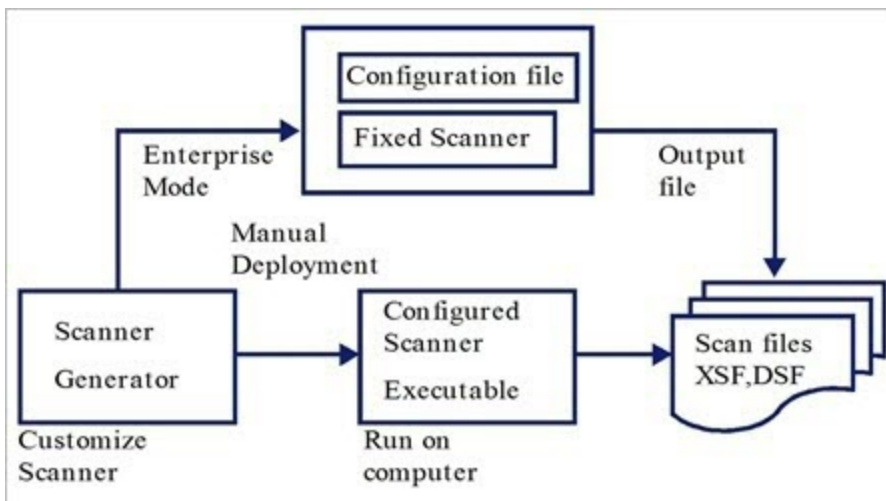 Configuration file
Fixed Scanner
Enterprise
Mode
Output
file
Manual
Deployment
Scanner
Generator
Configured
Scanner
Executable
Scan files
XSF,DSF
Customize
Scanner
Run on
computer